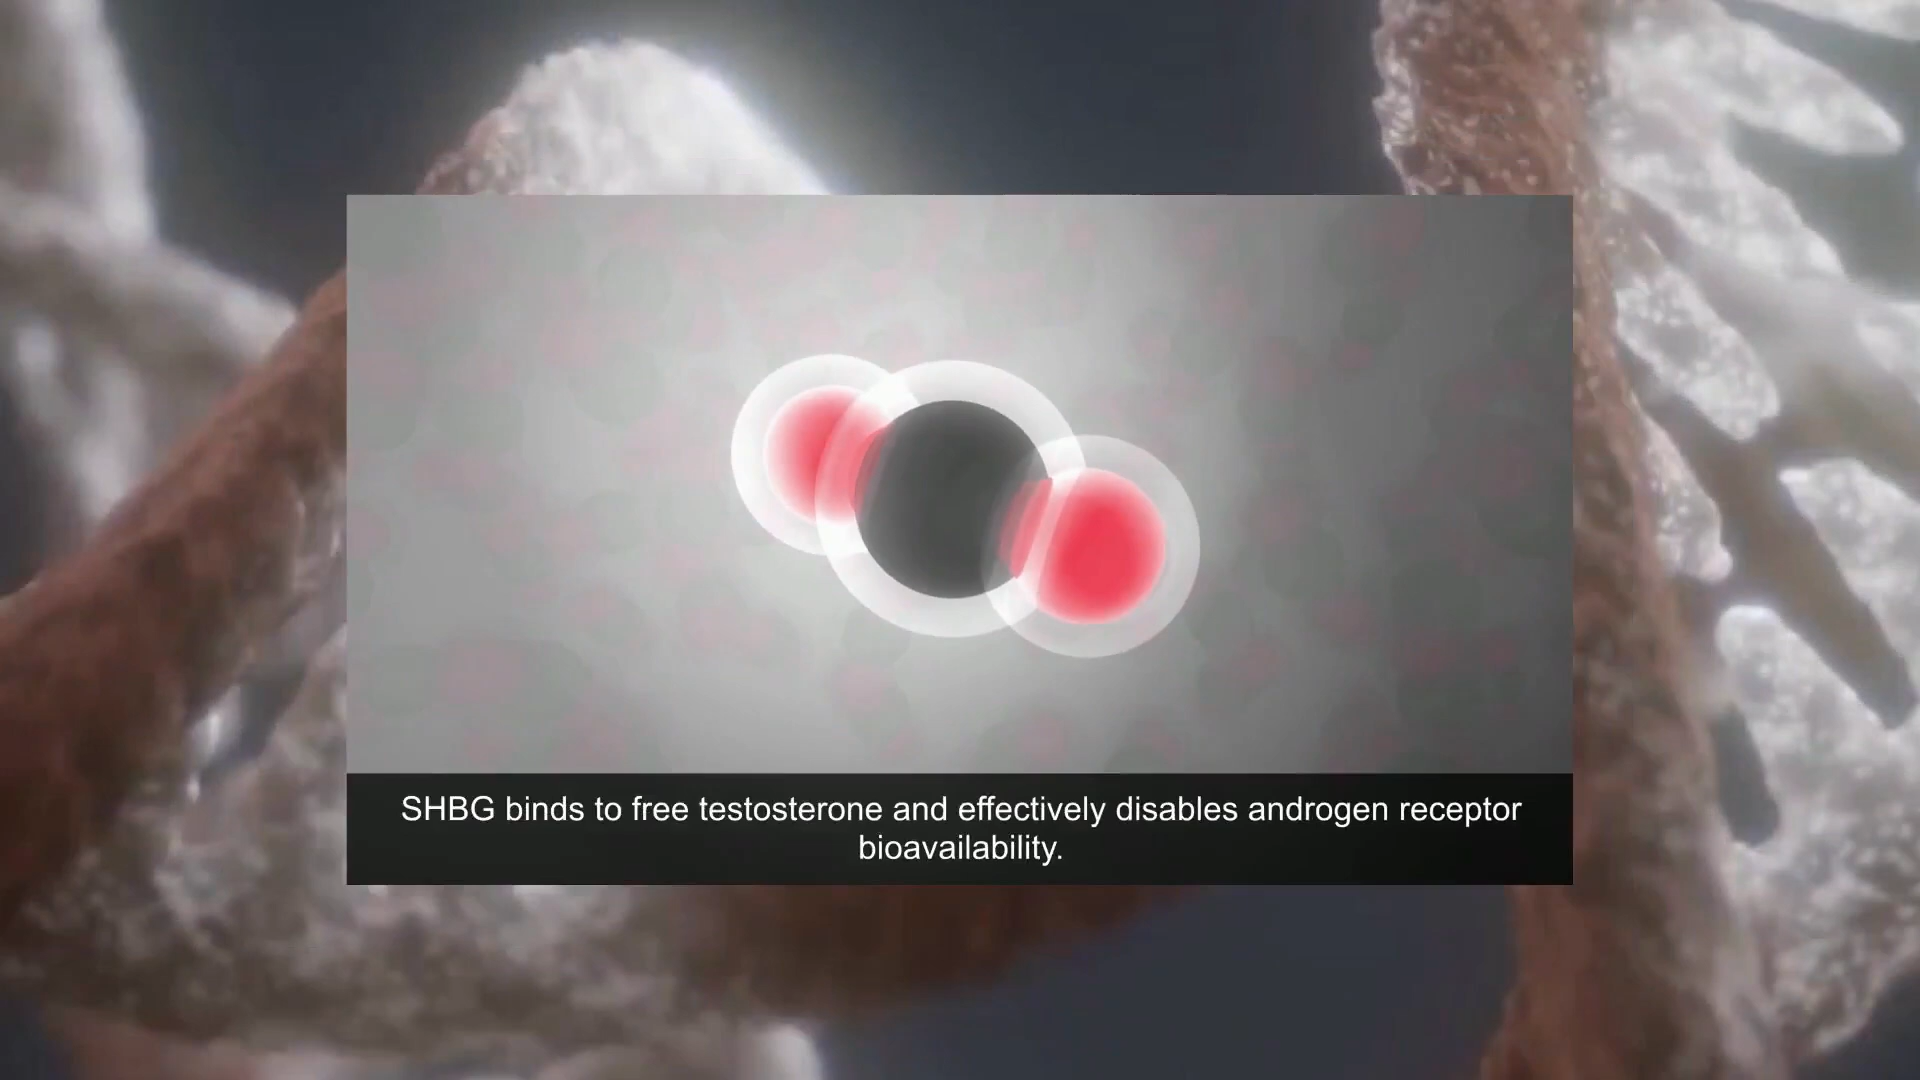 SHBG binds to free testosterone and effectively disables androgen receptor
bioavailability.